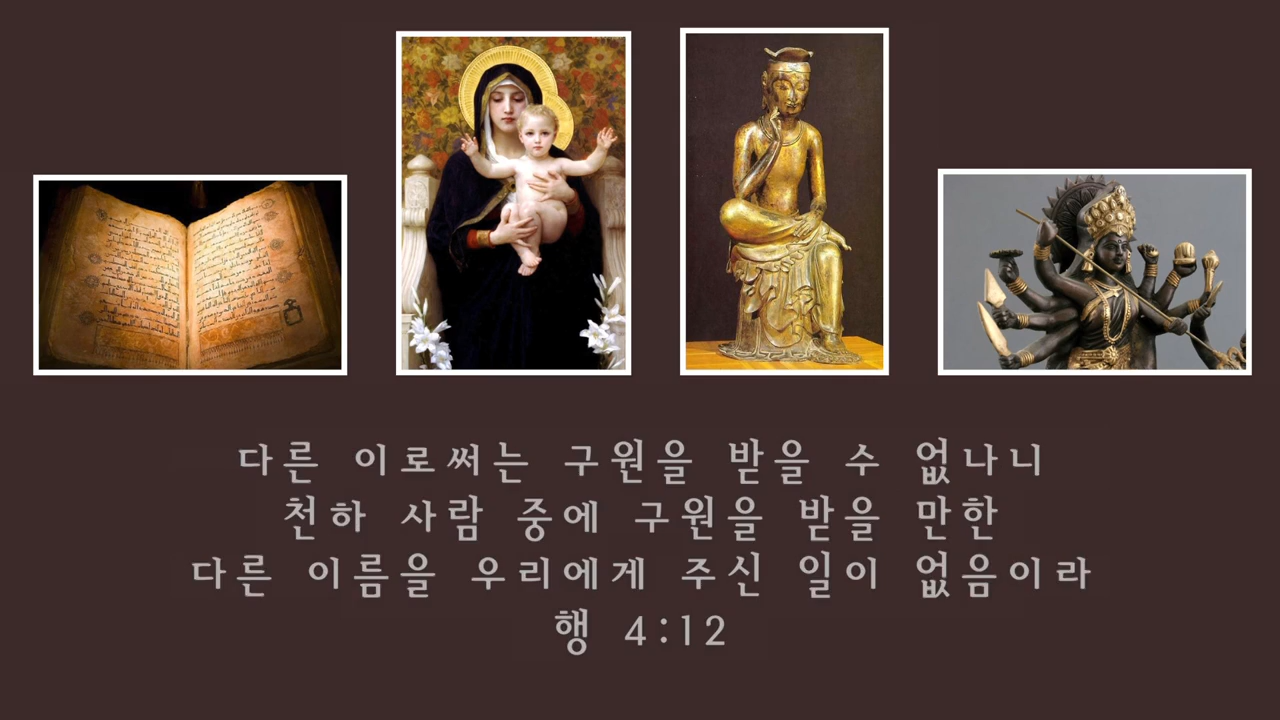 다른 이로써는 구원을 받을 수 없나니
천하 사람 중에 구원을 받을 만한
다른 이름을 우리에게 주신 일이 없음이라
행 4:12